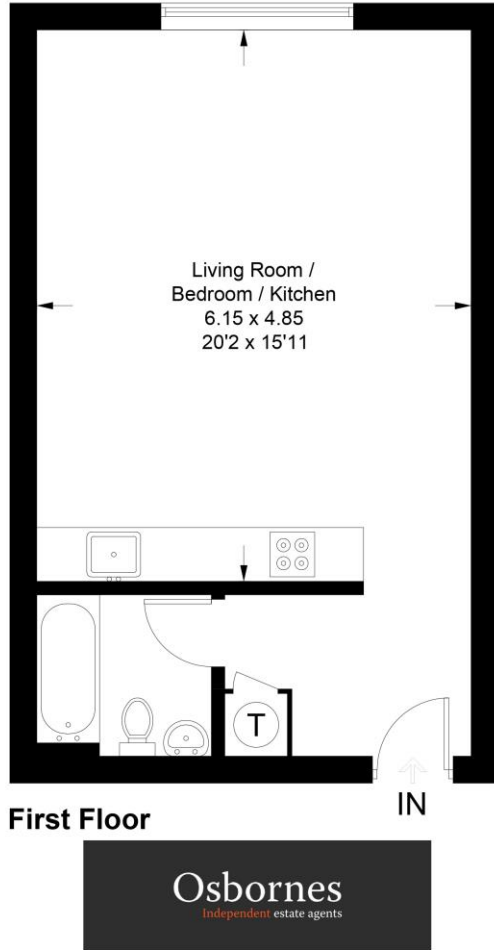 Living Room /
Bedroom / Kitchen
6.15 x 4.85
20'2 x 15'11
T
IN
First Floor
Osbornes
Independent estate agents